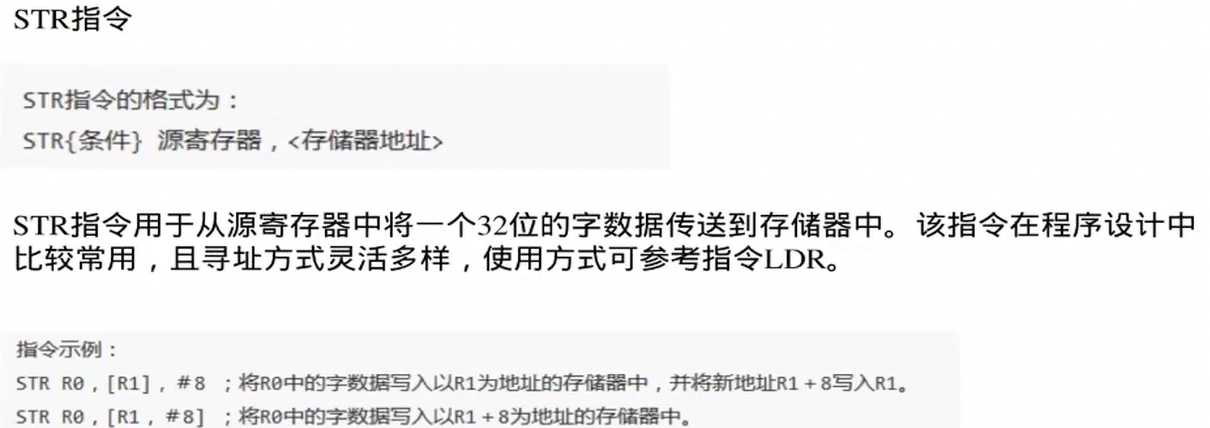 STR指令
STR指令的格式为：
STR{条件} 源寄存器，<存储器地址>
STR指令用于从源寄存器中将一个32位的字数据传送到存储器中。该指令在程序设计中
比较常用，且寻址方式灵活多样，使用方式可参考指令LDR。
指令示例：
STR R0，[R1]，＃8 ；将R0中的字数据写入以R1为地址的存储器中，并将新地址R1＋8写入R1。
STR R0，[R1，＃8] ；将R0中的字数据写入以R1＋8为地址的存储器中。